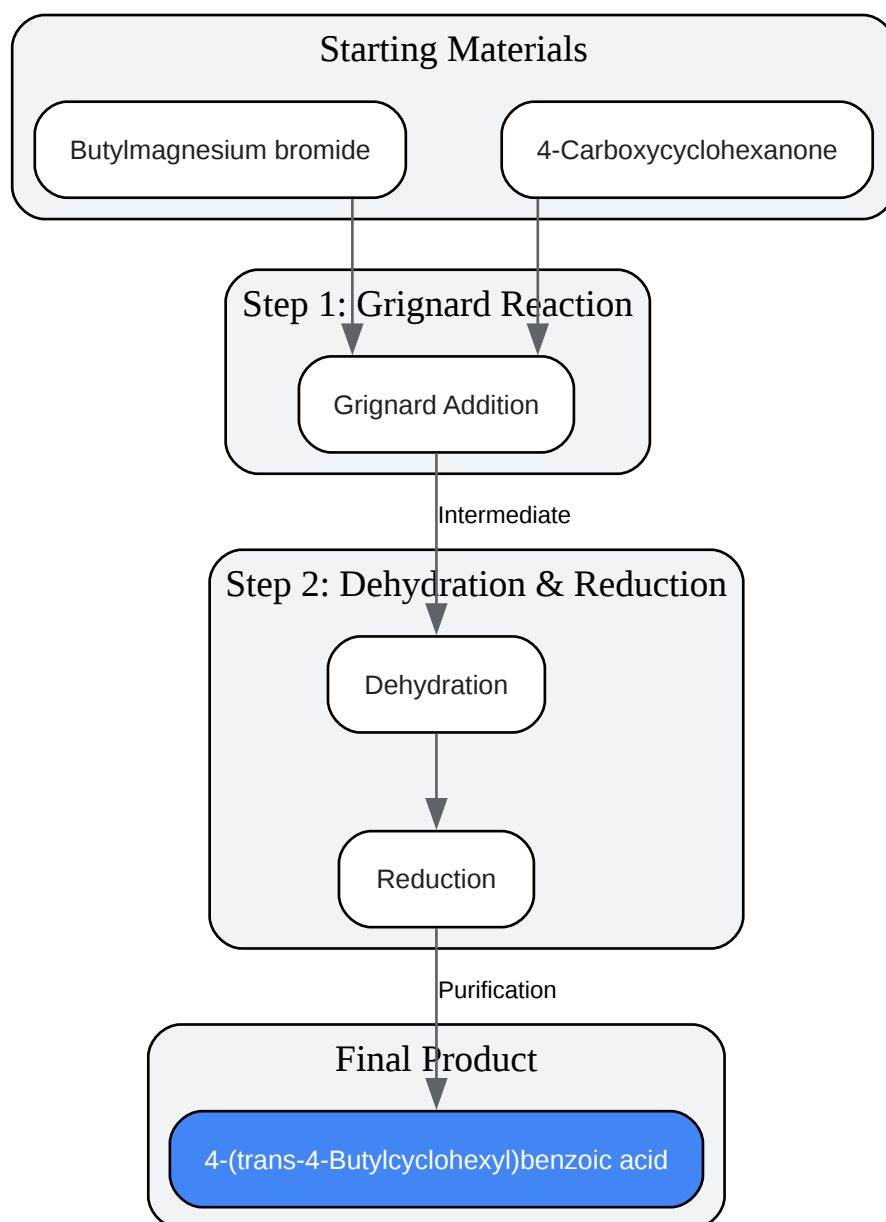 Starting Materials
Butylmagnesium bromide
4-Carboxycyclohexanone
Step 1: Grignard Reaction
Grignard Addition
Intermediate
Step 2: Dehydration & Reduction
Dehydration
Reduction
Purification
Final Product
4-(trans-4-Butylcyclohexyl)benzoic acid